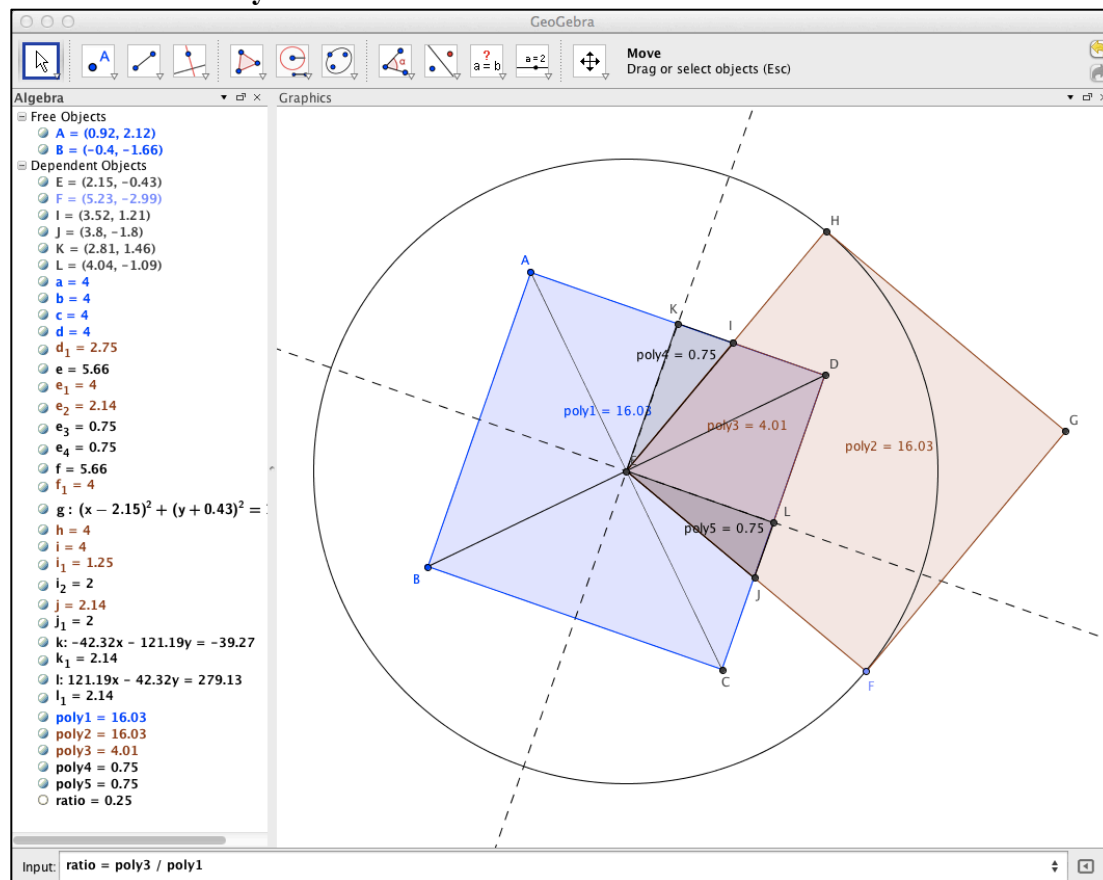 GeoGebra
A
α
?
a = b
a = 2
Move
Drag or select objects (Esc)
Algebra
Graphics
Free Objects
A = (0.92, 2.12)
B = (-0.4, -1.66)
Dependent Objects
E = (2.15, -0.43)
F = (5.23, -2.99)
I = (3.52, 1.21)
J = (3.8, -1.8)
K = (2.81, 1.46)
L = (4.04, -1.09)
a = 4
b = 4
c = 4
d = 4
d₁ = 2.75
e = 5.66
e₁ = 4
e₂ = 2.14
e₃ = 0.75
e₄ = 0.75
f = 5.66
f₁ = 4
g : (x − 2.15)² + (y + 0.43)² =
h = 4
i = 4
i₁ = 1.25
i₂ = 2
j = 2.14
j₁ = 2
k: -42.32x - 121.19y = -39.27
k₁ = 2.14
l: 121.19x - 42.32y = 279.13
l₁ = 2.14
poly1 = 16.03
poly2 = 16.03
poly3 = 4.01
poly4 = 0.75
poly5 = 0.75
ratio = 0.25
H
A
K
I
poly4 = 0.75
D
poly1 = 16.03
poly3 = 4.01
G
poly2 = 16.03
L
poly5 = 0.75
B
J
C
F
Input: ratio = poly3 / poly1